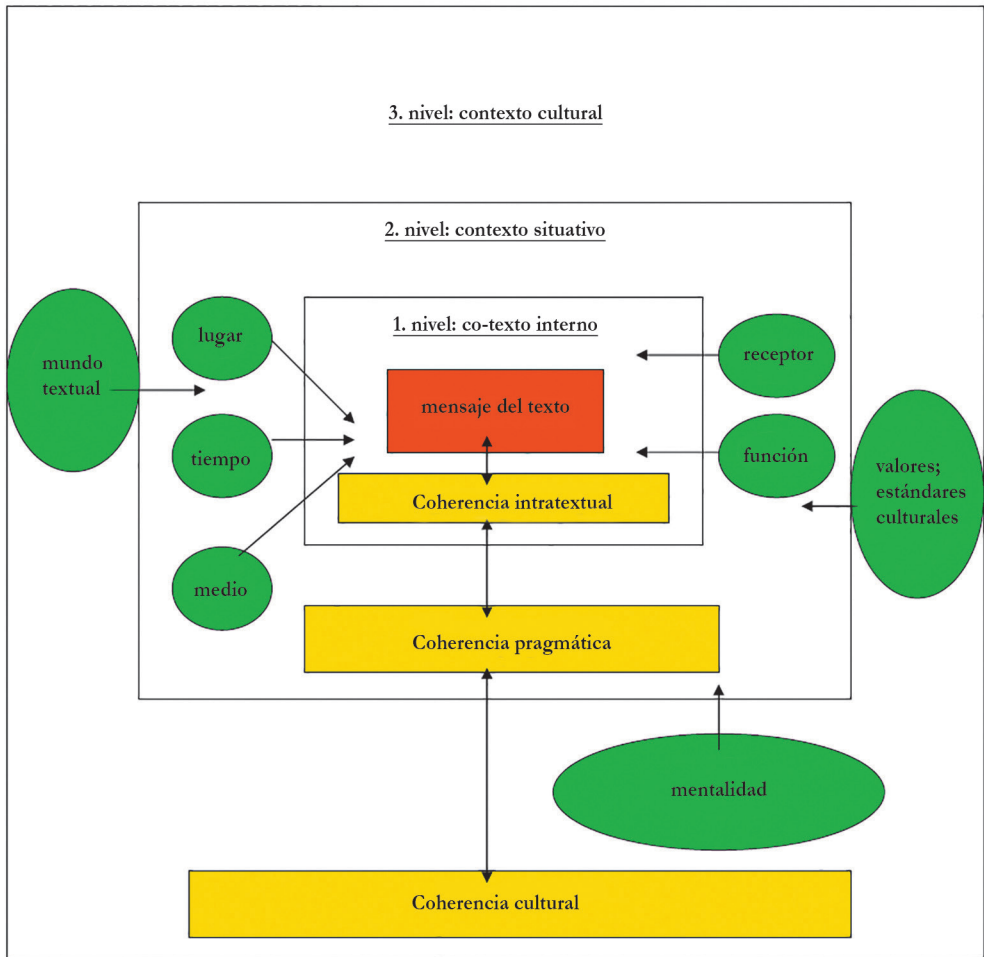 3. nivel: contexto cultural
2. nivel: contexto situativo
1. nivel: co-texto interno
lugar
receptor
mundo
textual
mensaje del texto
tiempo
función
valores;
estándares
culturales
Coherencia intratextual
medio
Coherencia pragmática
mentalidad
Coherencia cultural